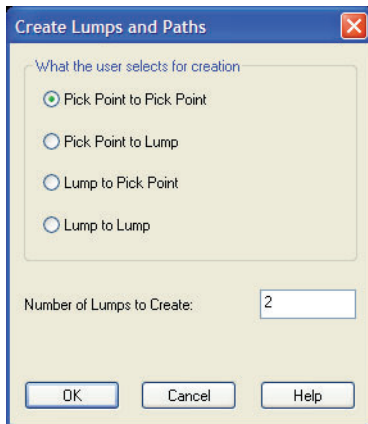 Create Lumps and Paths
What the user selects for creation
Pick Point to Pick Point
Pick Point to Lump
Lump to Pick Point
Lump to Lump
Number of Lumps to Create: 2
OK Cancel Help